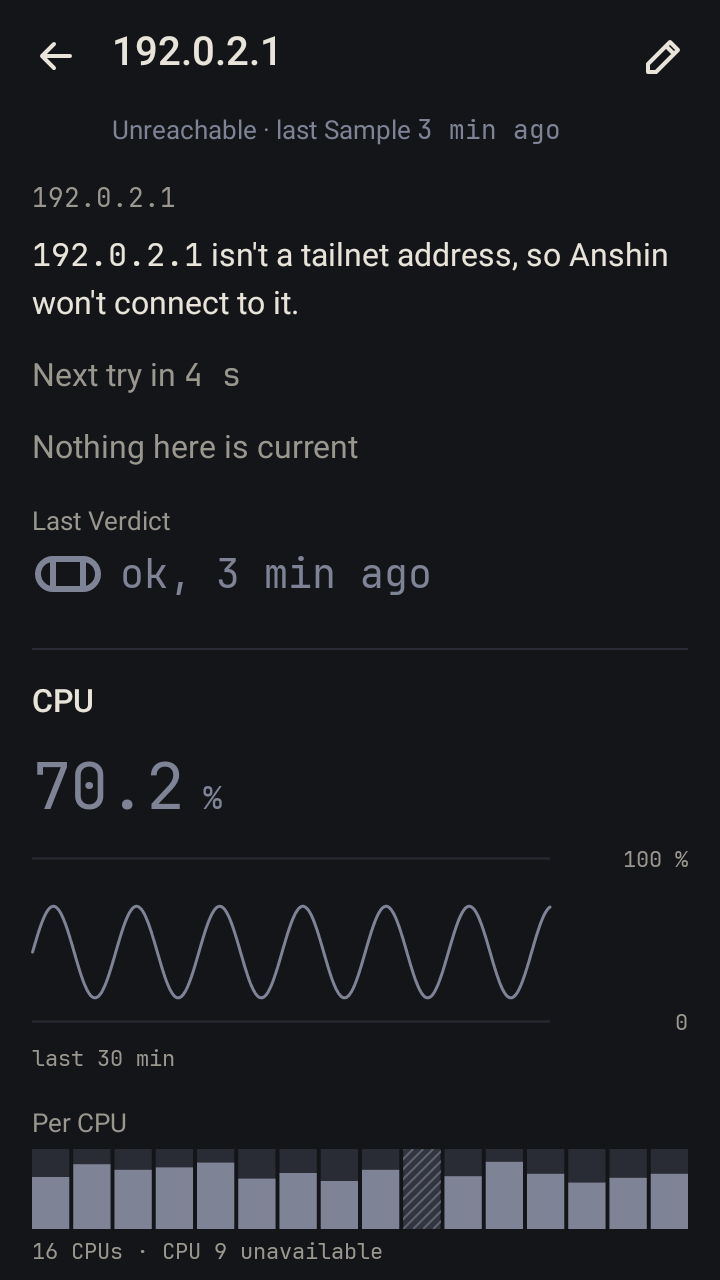 192.0.2.1
Unreachable · last Sample 3 min ago
192.0.2.1
192.0.2.1 isn't a tailnet address, so Anshin
won't connect to it.
Next try in 4 s
Nothing here is current
Last Verdict
ok, 3 min ago
CPU
70.2 %
100 %
0
last 30 min
Per CPU
16 CPUs · CPU 9 unavailable